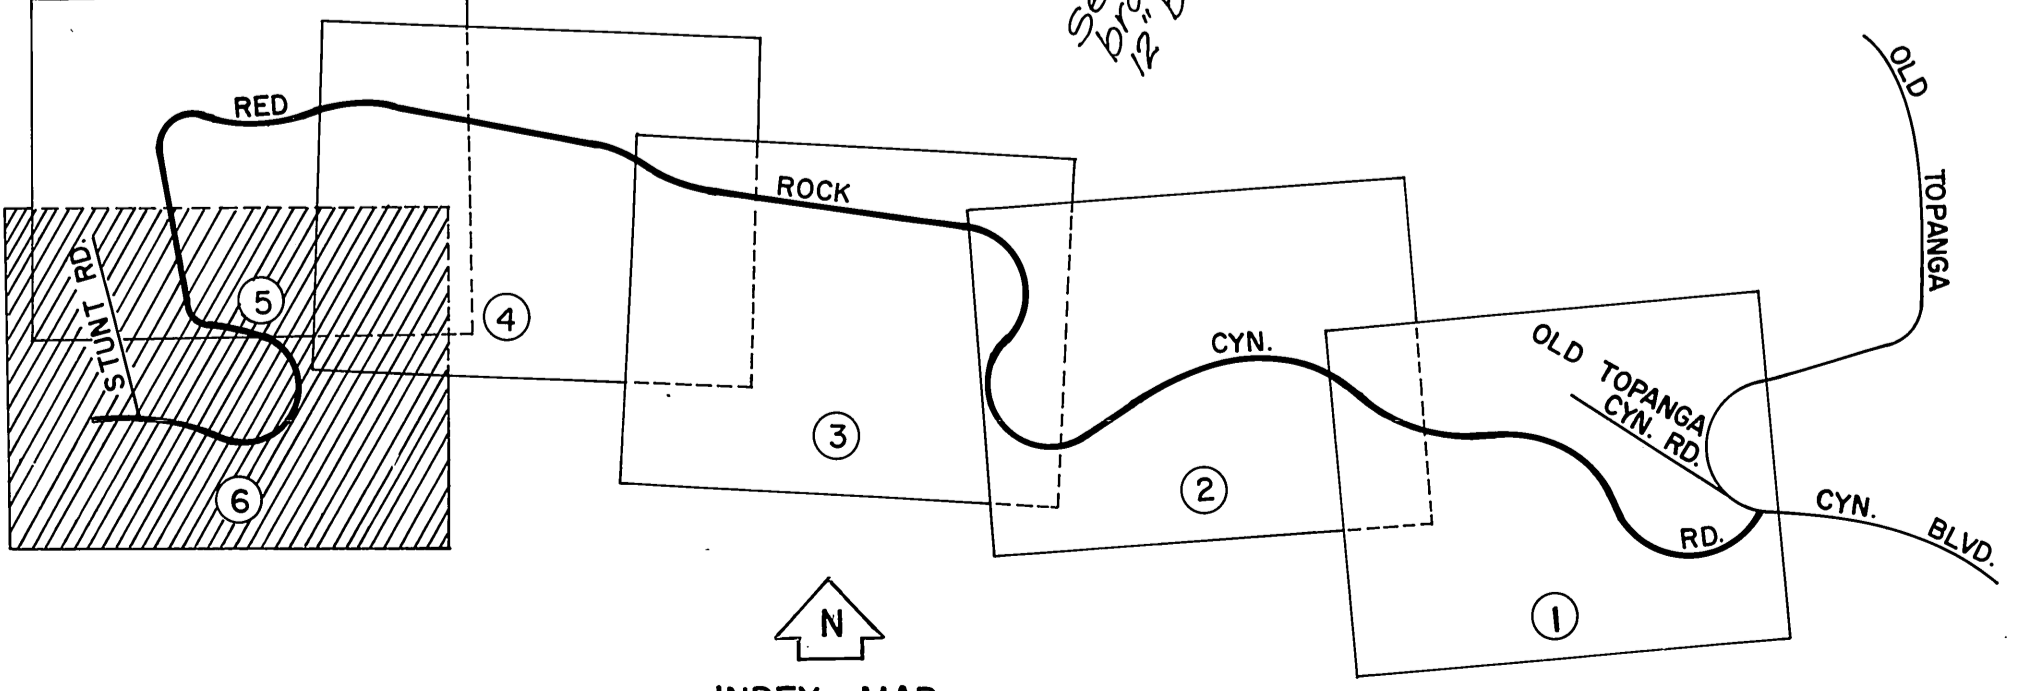 RED
ROCK
CYN.
RD.
STUNT RD.
OLD TOPANGA
CYN. RD.
OLD
TOPANGA
CYN.
BLVD.
5
4
3
2
1
6
N
INDEX MAP
12"